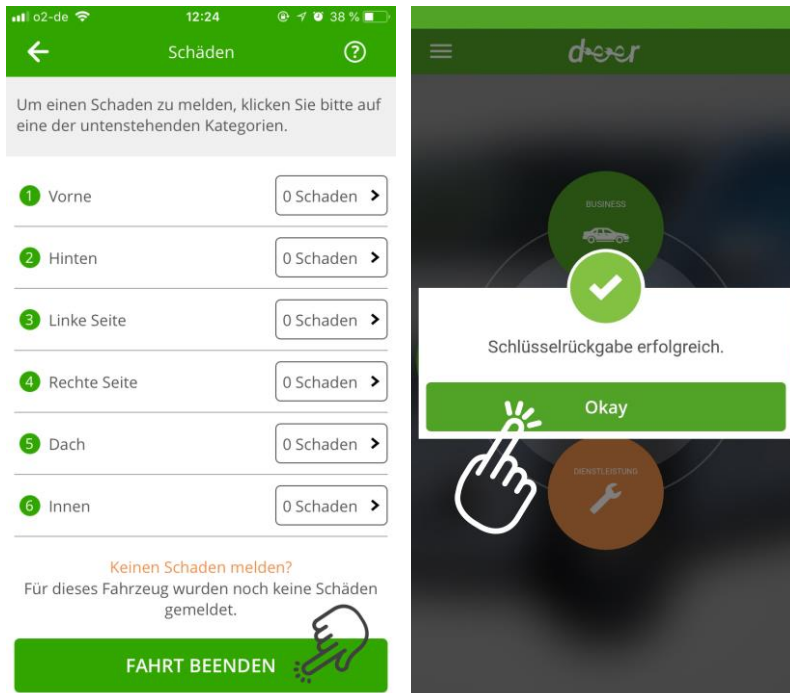 o2-de 12:24 38 %
Schäden
Um einen Schaden zu melden, klicken Sie bitte auf
eine der untenstehenden Kategorien.
1 Vorne 0 Schaden
2 Hinten 0 Schaden
3 Linke Seite 0 Schaden
4 Rechte Seite 0 Schaden
5 Dach 0 Schaden
6 Innen 0 Schaden
Keinen Schaden melden?
Für dieses Fahrzeug wurden noch keine Schäden
gemeldet.
FAHRT BEENDEN
deer
BUSINESS
Schlüsselrückgabe erfolgreich.
Okay
DIENSTLEISTUNG